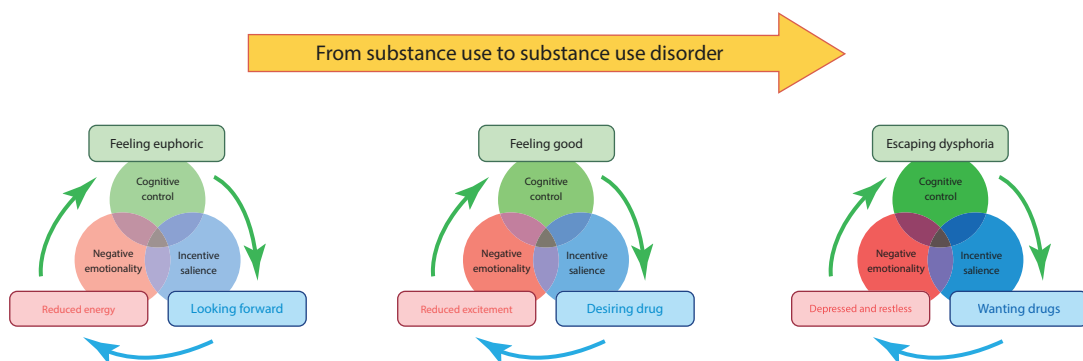 From substance use to substance use disorder
Feeling euphoric
Cognitive
control
Negative
emotionality
Incentive
salience
Reduced energy
Looking forward
Feeling good
Cognitive
control
Negative
emotionality
Incentive
salience
Reduced excitement
Desiring drug
Escaping dysphoria
Cognitive
control
Negative
emotionality
Incentive
salience
Depressed and restless
Wanting drugs